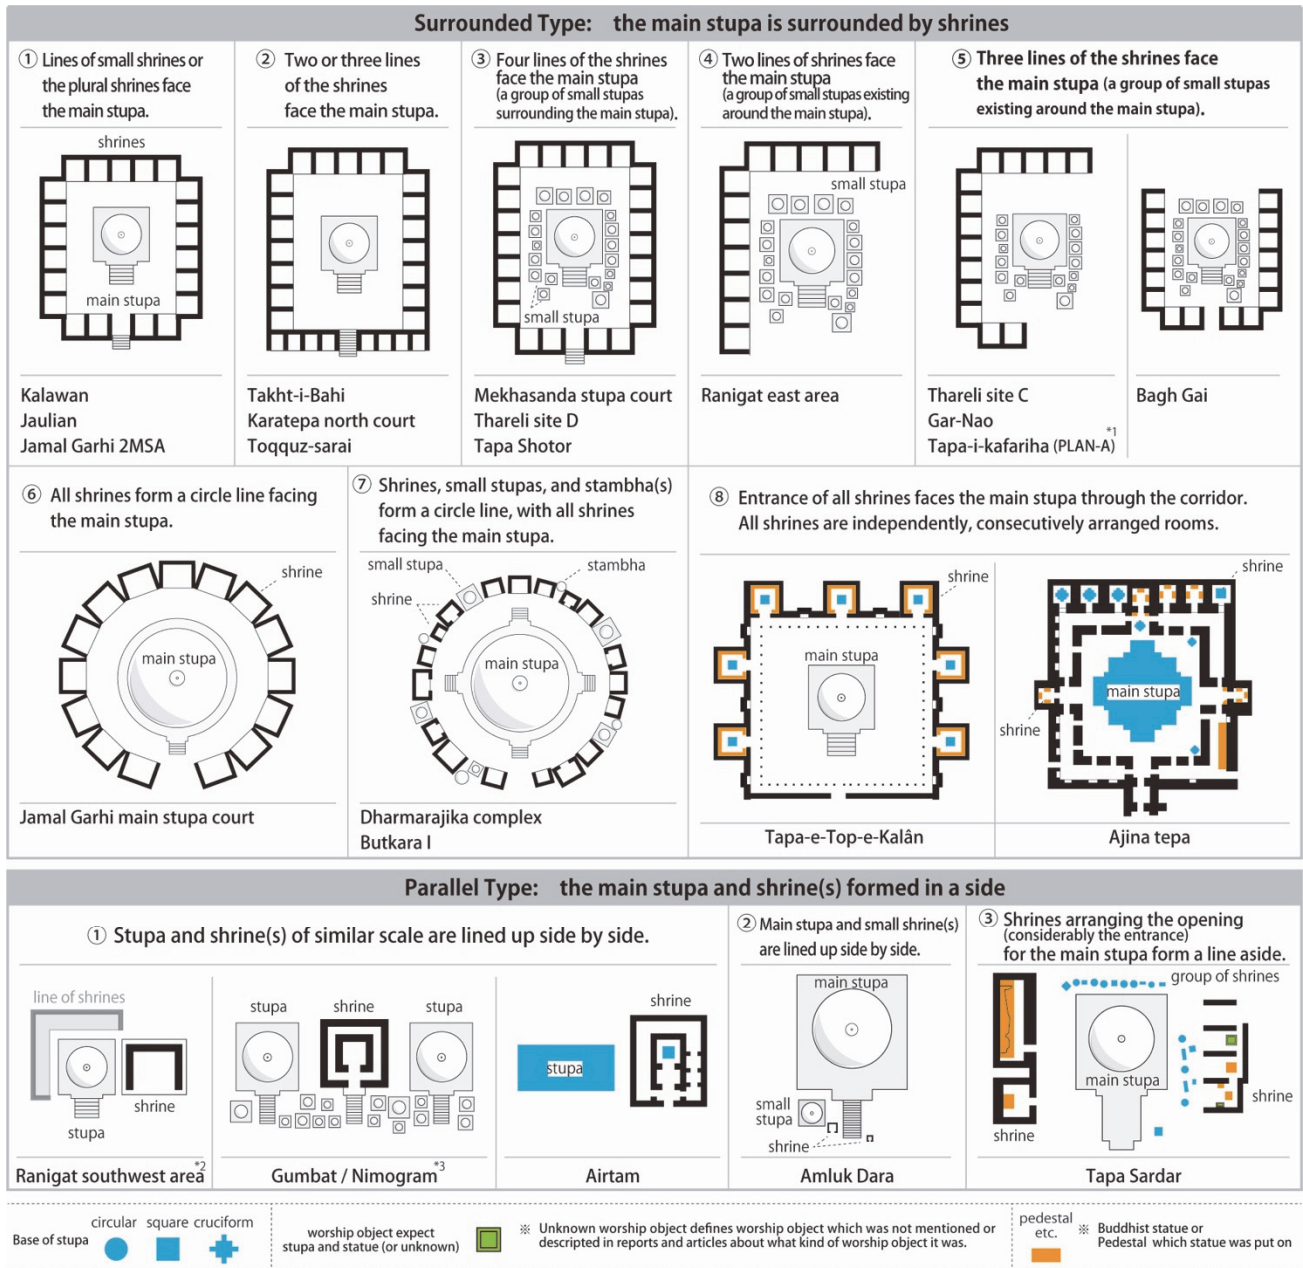 Surrounded Type: the main stupa is surrounded by shrines
① Lines of small shrines or
the plural shrines face
the main stupa.
shrines
main stupa
Kalawan
Jaulian
Jamal Garhi 2MSA
② Two or three lines
of the shrines
face the main stupa.
Takht-i-Bahi
Karatepa north court
Toqquz-sarai
③ Four lines of the shrines
face the main stupa
(a group of small stupas
surrounding the main stupa).
small stupa
Mekhasanda stupa court
Thareli site D
Tapa Shotor
④ Two lines of shrines face
the main stupa
(a group of small stupas existing
around the main stupa).
small stupa
Ranigat east area
⑤ Three lines of the shrines face
the main stupa (a group of small stupas
existing around the main stupa).
Thareli site C
Gar-Nao
Tapa-i-kafariha (PLAN-A) *1
Bagh Gai
⑥ All shrines form a circle line facing
the main stupa.
shrine
main stupa
Jamal Garhi main stupa court
⑦ Shrines, small stupas, and stambha(s)
form a circle line, with all shrines
facing the main stupa.
small stupa
stambha
shrine
main stupa
Dharmarajika complex
Butkara I
⑧ Entrance of all shrines faces the main stupa through the corridor.
All shrines are independently, consecutively arranged rooms.
shrine
main stupa
Tapa-e-Top-e-Kalân
shrine
main stupa
shrine
Ajina tepa
Parallel Type: the main stupa and shrine(s) formed in a side
① Stupa and shrine(s) of similar scale are lined up side by side.
line of shrines
shrine
stupa
Ranigat southwest area *2
stupa
shrine
stupa
Gumbat / Nimogram *3
shrine
stupa
Airtam
② Main stupa and small shrine(s)
are lined up side by side.
main stupa
small
stupa
shrine
Amluk Dara
③ Shrines arranging the opening
(considerably the entrance)
for the main stupa form a line aside.
group of shrines
main stupa
shrine
shrine
Tapa Sardar
Base of stupa
circular square cruciform
worship object expect
stupa and statue (or unknown)
※ Unknown worship object defines worship object which was not mentioned or
descripted in reports and articles about what kind of worship object it was.
pedestal
etc.
※ Buddhist statue or
Pedestal which statue was put on